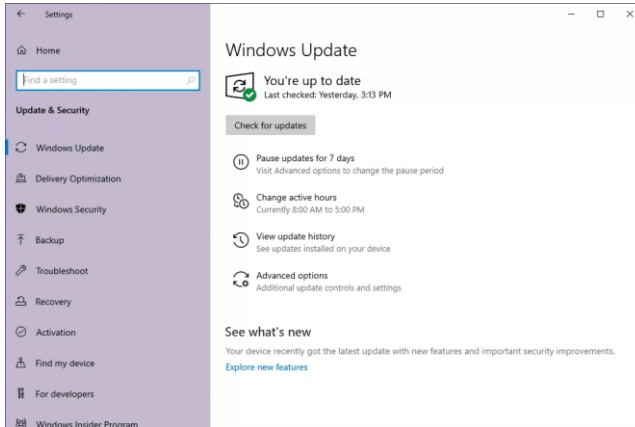 Settings
Home
Find a setting
Update & Security
Windows Update
Delivery Optimization
Windows Security
Backup
Troubleshoot
Recovery
Activation
Find my device
For developers
Windows Insider Program
Windows Update
You're up to date
Last checked: Yesterday, 3:13 PM
Check for updates
Pause updates for 7 days
Visit Advanced options to change the pause period
Change active hours
Currently 8:00 AM to 5:00 PM
View update history
See updates installed on your device
Advanced options
Additional update controls and settings
See what's new
Your device recently got the latest update with new features and important security improvements.
Explore new features